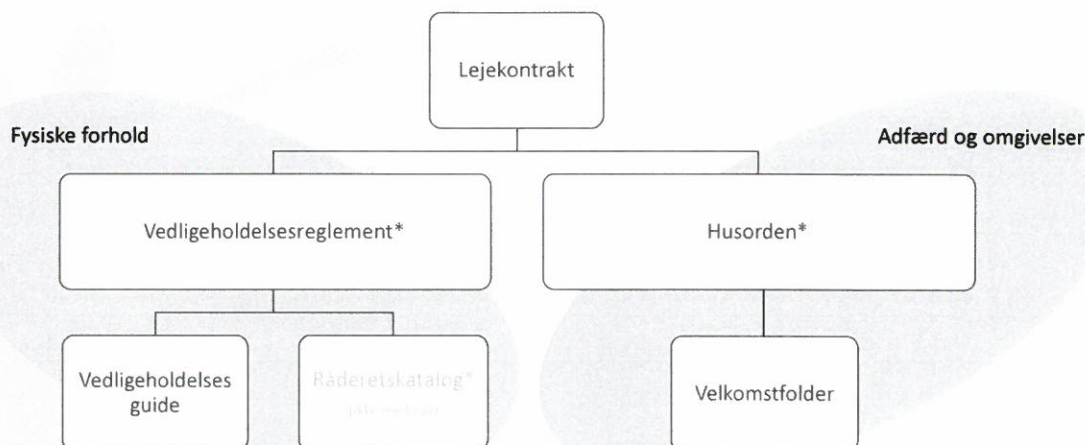 Lejekontrakt
Fysiske forhold
Adfærd og omgivelser
Vedligeholdelsesreglement*
Husorden*
Vedligeholdelses
guide
Råderetskatalog*
Velkomstfolder